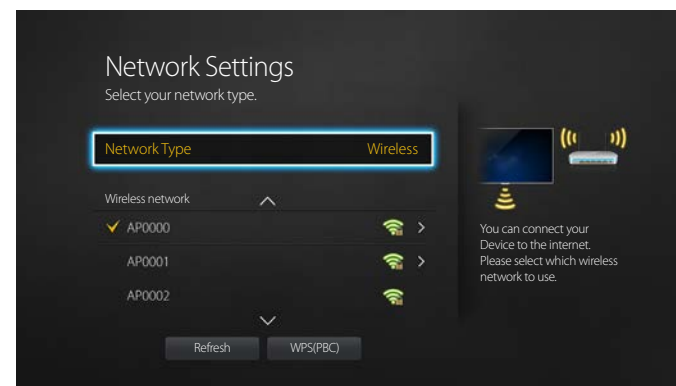 Network Settings
Select your network type.
Network Type Wireless
Wireless network
AP0000
AP0001
AP0002
Refresh WPS(PBC)
You can connect your
Device to the internet.
Please select which wireless
network to use.